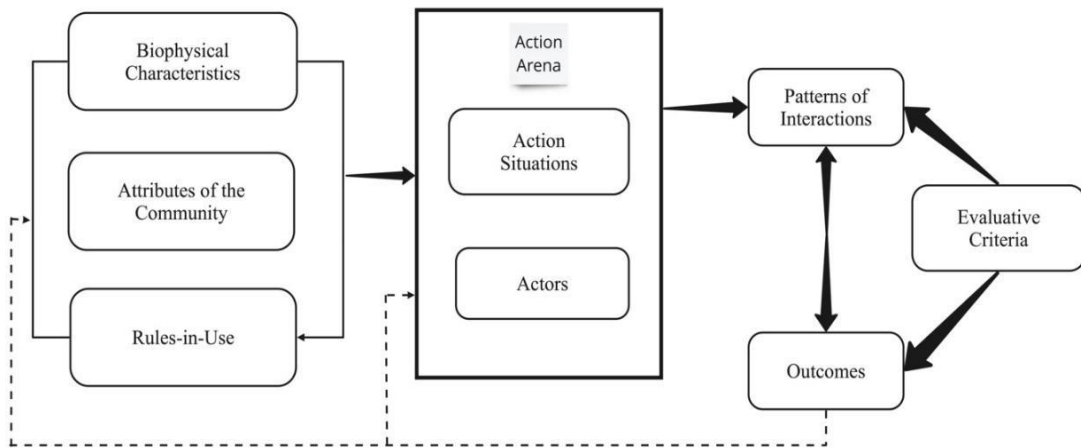 Biophysical
Characteristics
Attributes of the
Community
Rules-in-Use
Action
Arena
Action
Situations
Actors
Patterns of
Interactions
Outcomes
Evaluative
Criteria